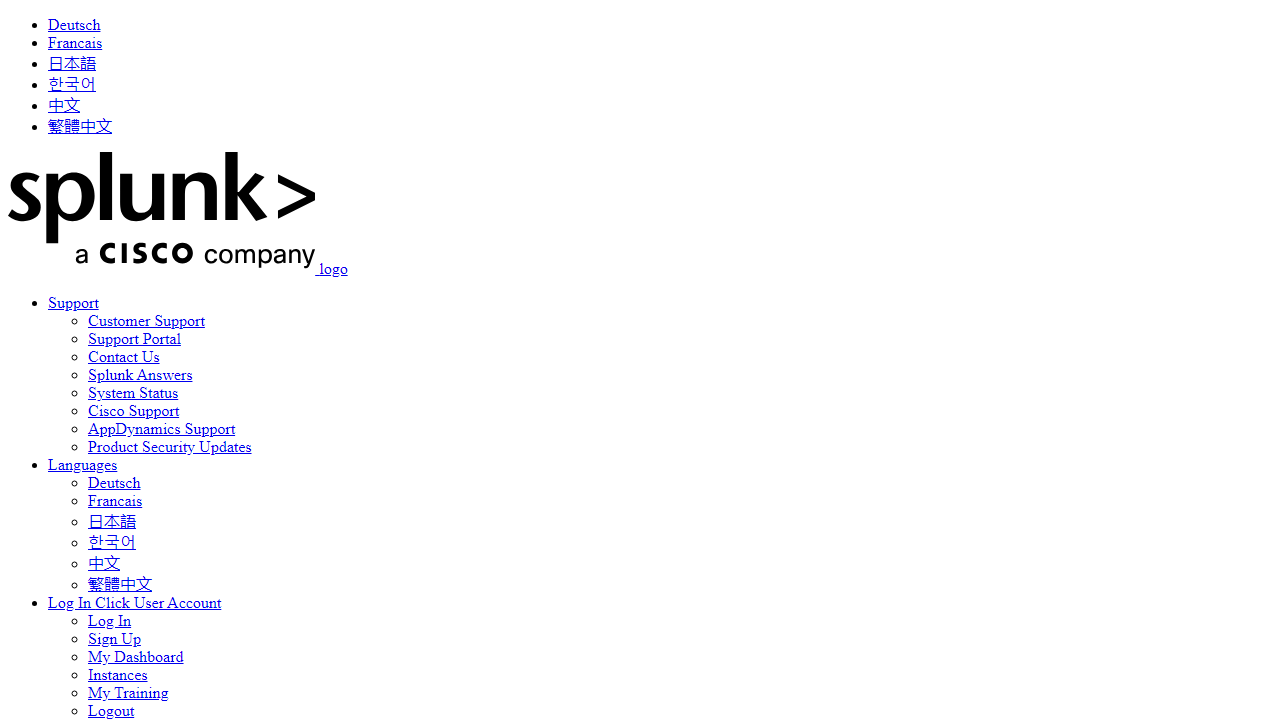 Deutsch
Francais
日本語
한국어
中文
繁體中文
splunk>
a CISCO company logo
Support
Customer Support
Support Portal
Contact Us
Splunk Answers
System Status
Cisco Support
AppDynamics Support
Product Security Updates
Languages
Deutsch
Francais
日本語
한국어
中文
繁體中文
Log In Click User Account
Log In
Sign Up
My Dashboard
Instances
My Training
Logout